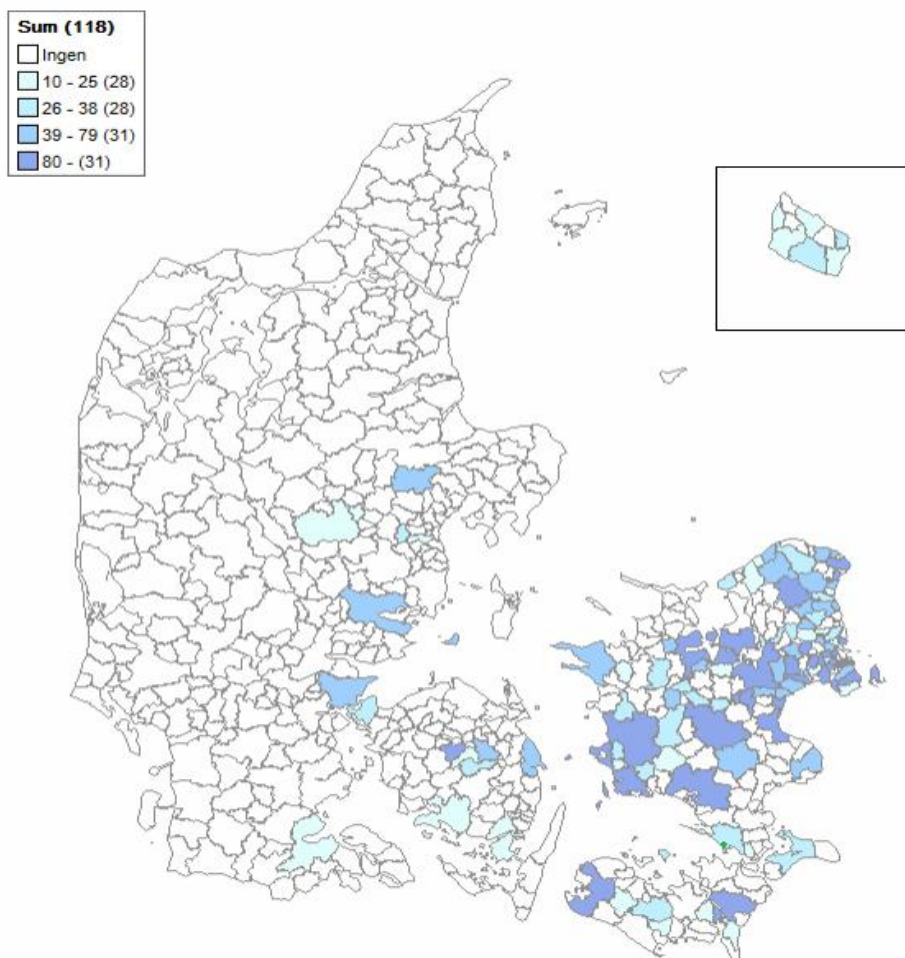 Sum (118)
Ingen
10 - 25 (28)
26 - 38 (28)
39 - 79 (31)
80 - (31)